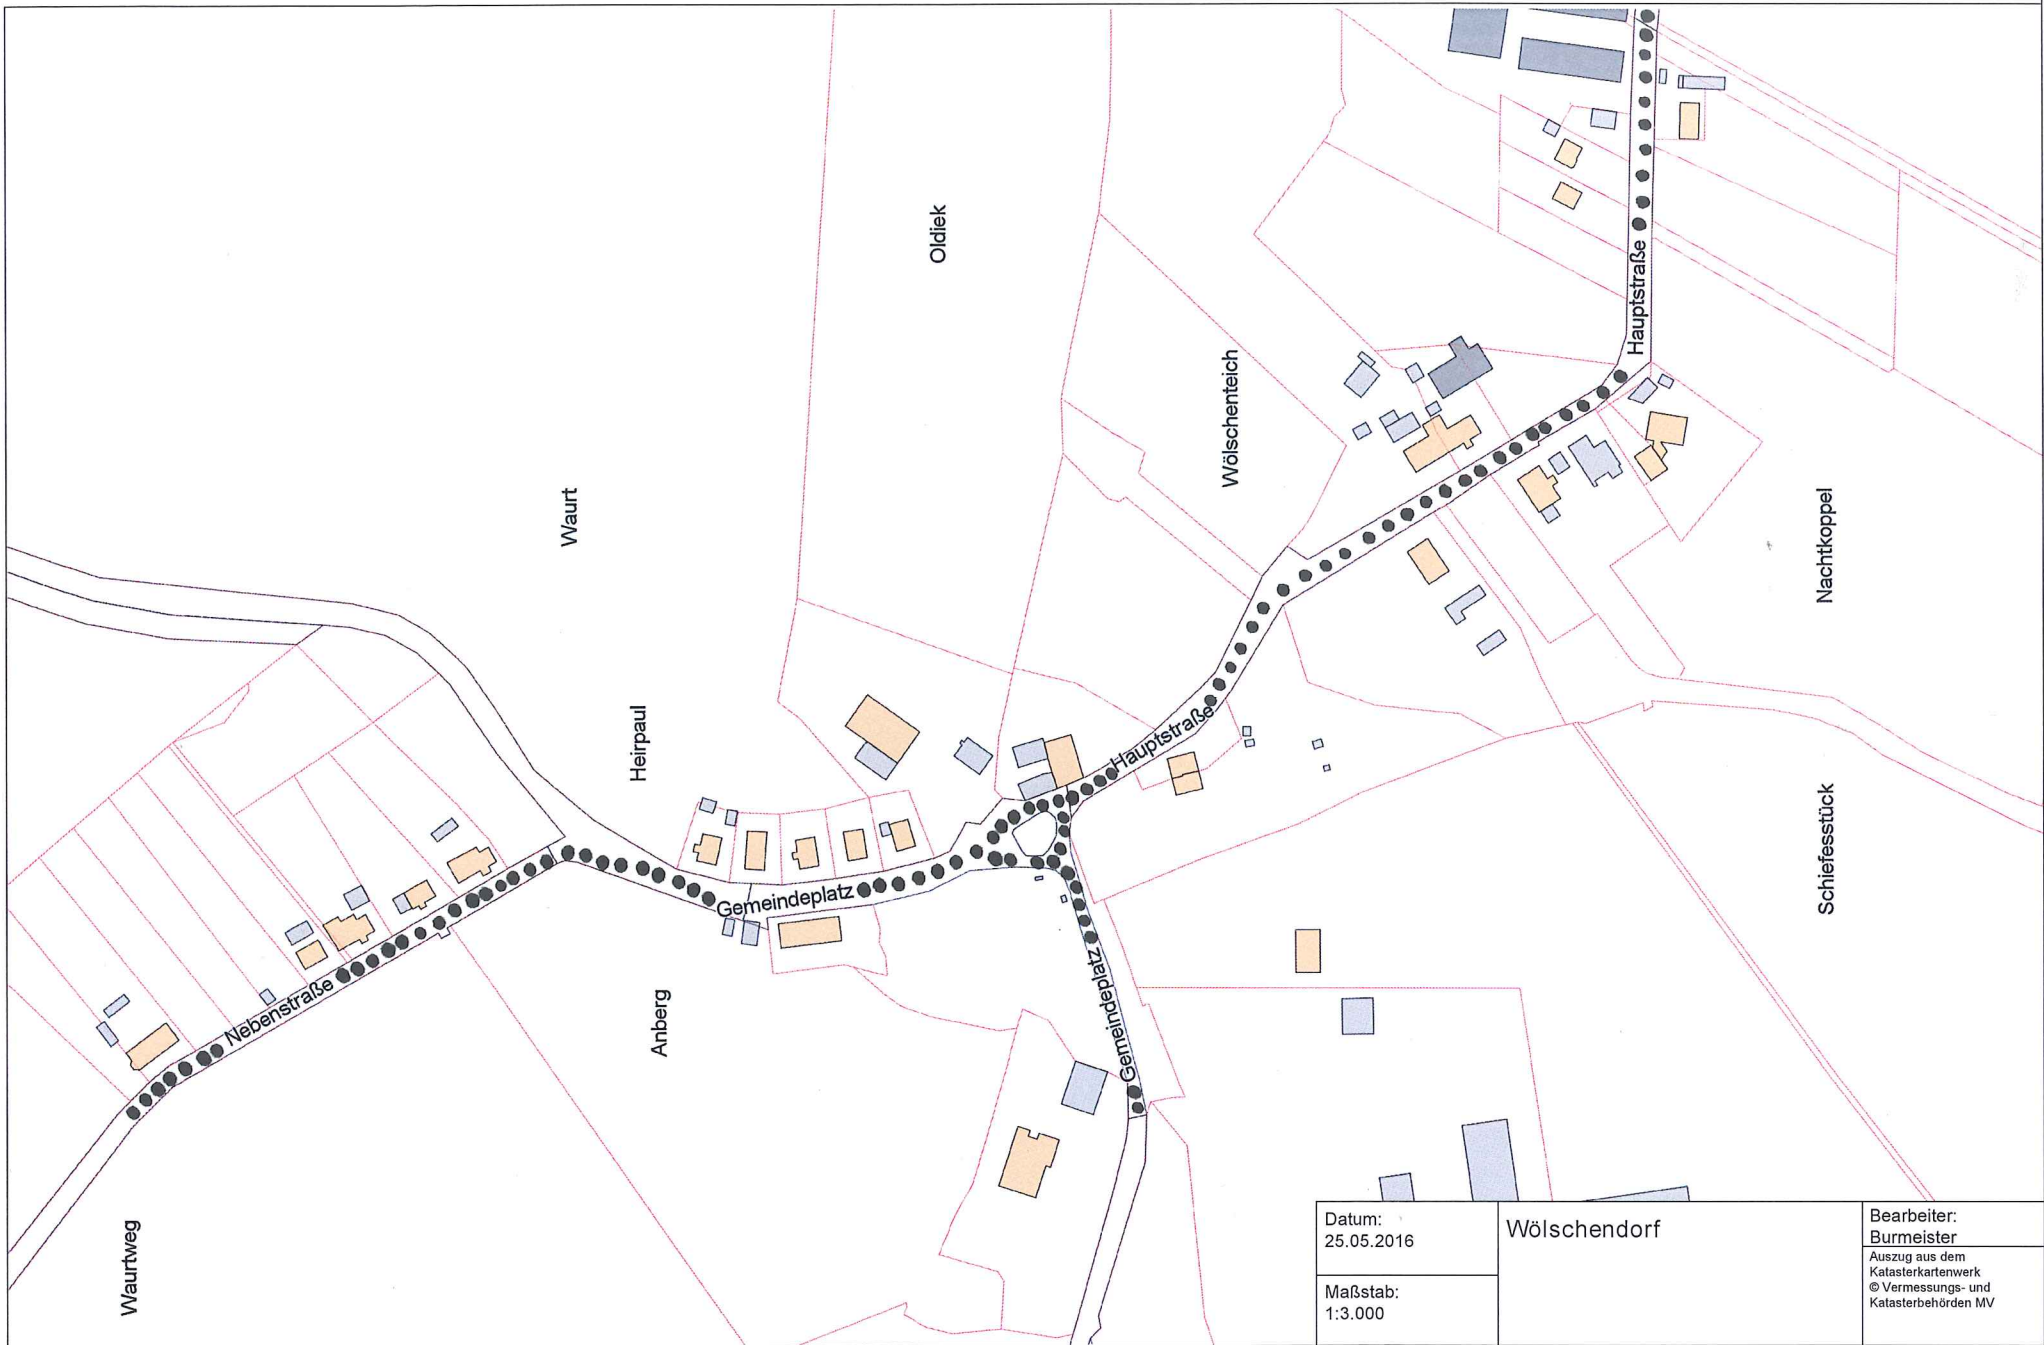 Oldiek
Hauptstraße
Wölschenteich
Waurt
Nachtkoppel
Heirpaul
Hauptstraße
Schiefesstück
Gemeindeplatz
Gemeindeplatz
Nebenstraße
Anberg
Waurtweg
Datum:
25.05.2016
Maßstab:
1:3.000
Wölschendorf
Bearbeiter:
Burmeister
Auszug aus dem
Katasterkartenwerk
© Vermessungs- und
Katasterbehörden MV